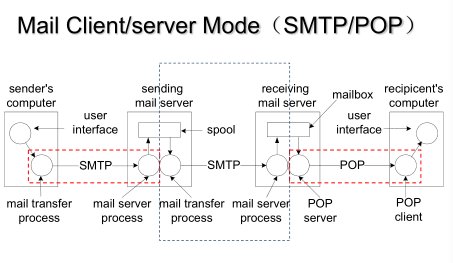 Mail Client/server Mode（SMTP/POP）
sender's
computer
sending
mail server
receiving
mail server
mailbox
recipicent's
computer
user
interface
spool
user
interface
SMTP
SMTP
POP
mail transfer
process
mail server
process
mail transfer
process
mail server
process
POP
server
POP
client